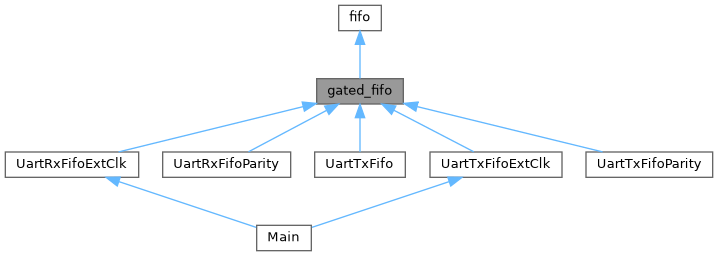 fifo
gated_fifo
UartRxFifoExtClk
UartRxFifoParity
UartTxFifo
UartTxFifoExtClk
UartTxFifoParity
Main